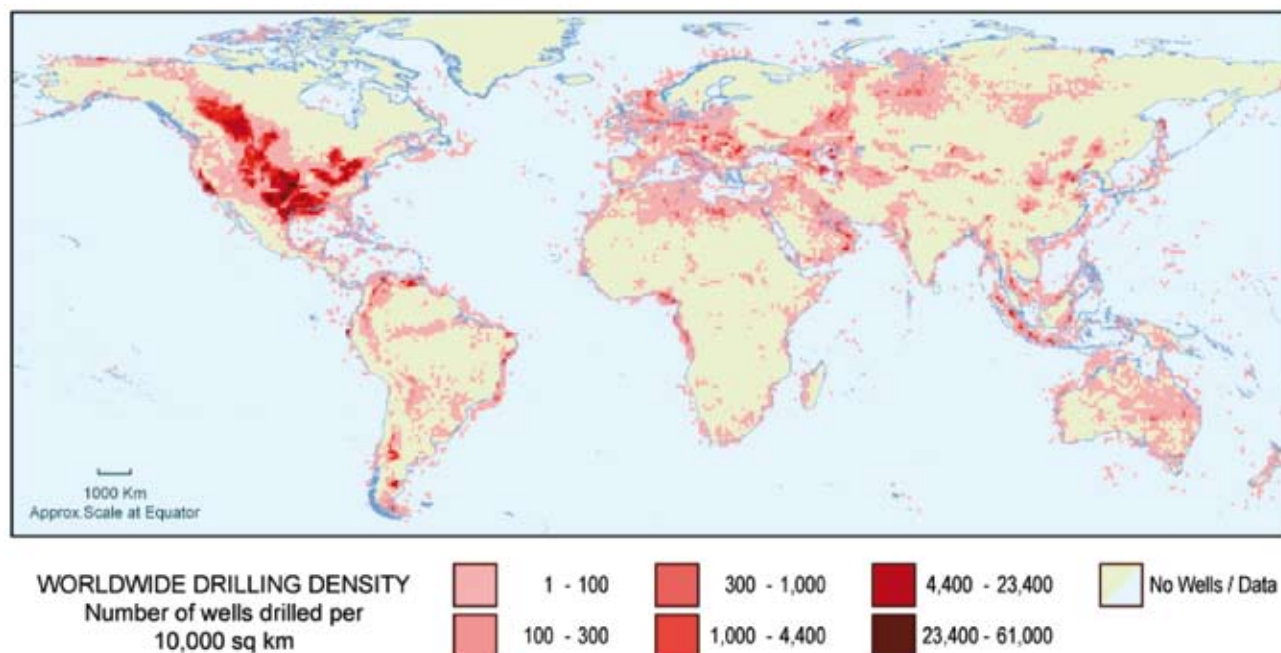 1000 Km
Approx.Scale at Equator
WORLDWIDE DRILLING DENSITY
Number of wells drilled per
10,000 sq km
1 - 100
100 - 300
300 - 1,000
1,000 - 4,400
4,400 - 23,400
23,400 - 61,000
No Wells / Data